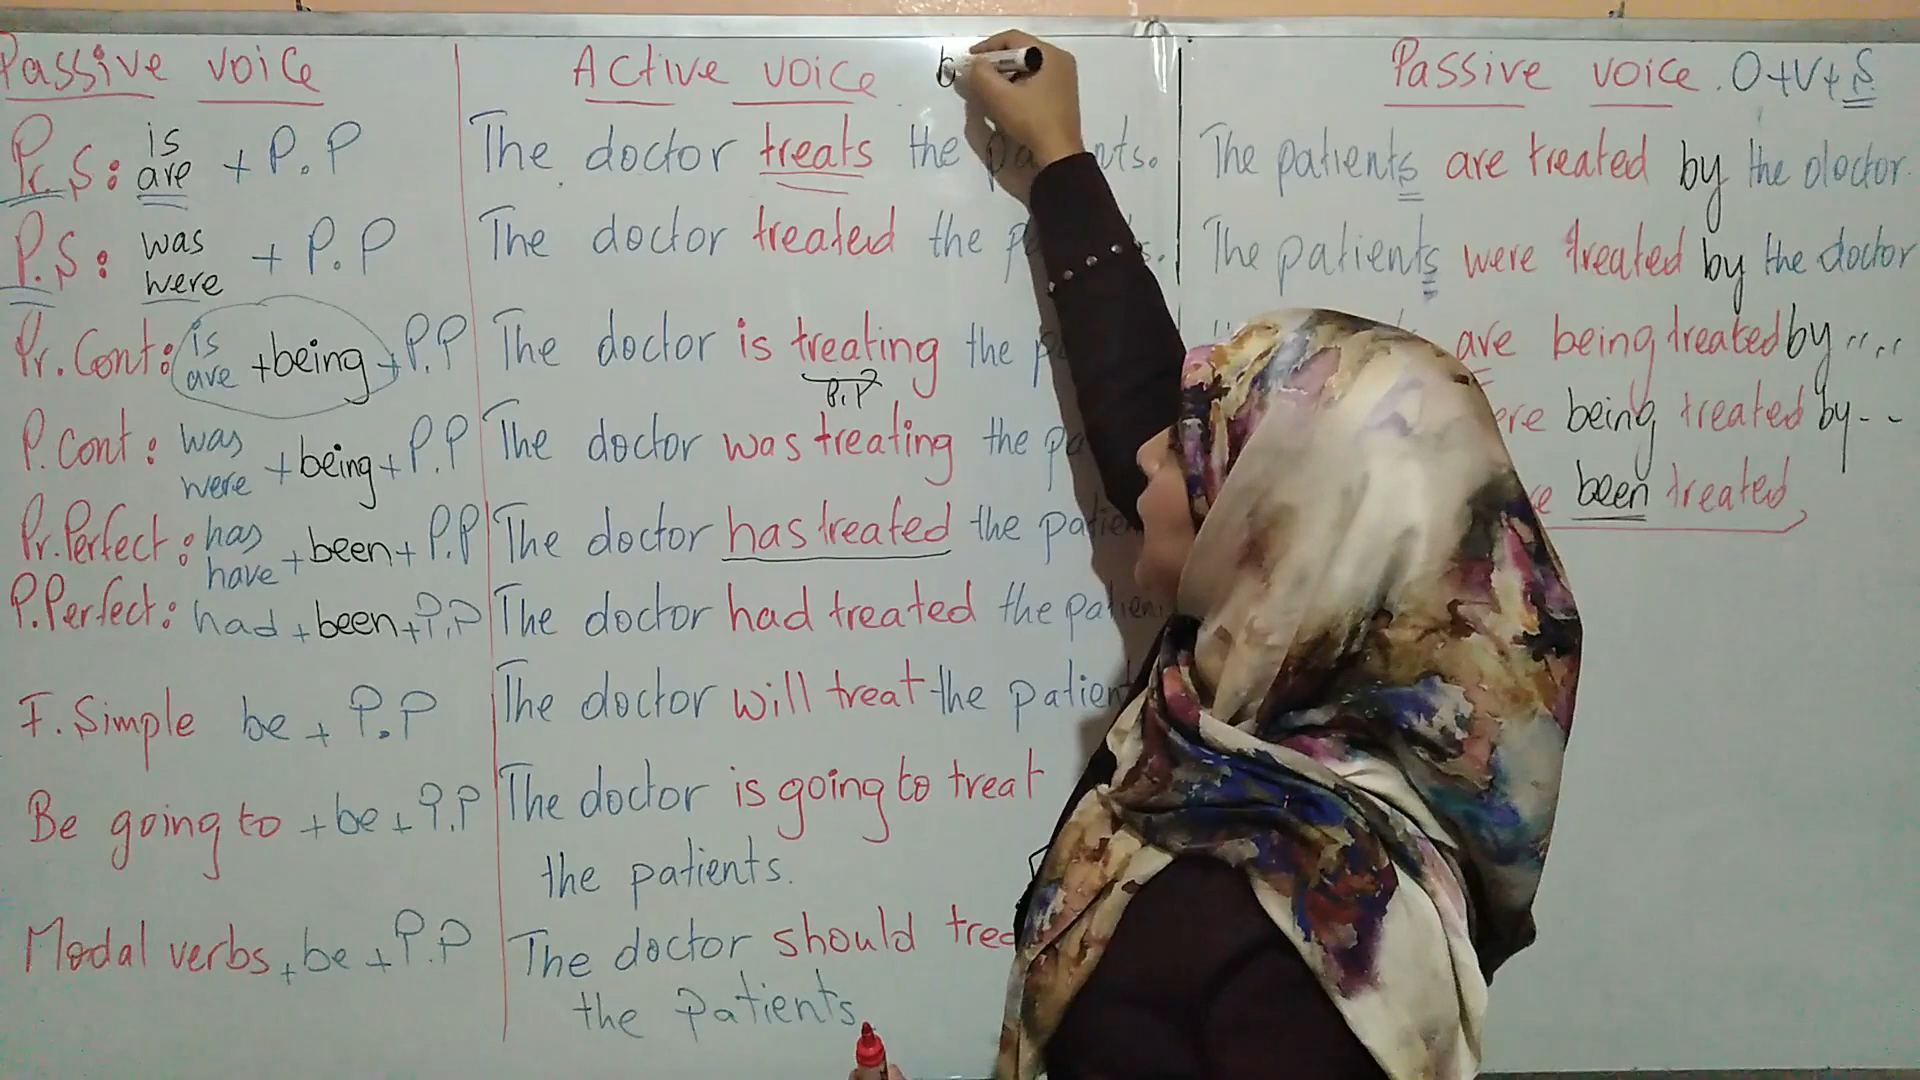 Passive voice
Pr.S: is are + P.P
P.S: was were + P.P
Pr.Cont: is are +being +P.P
P.Cont: was were +being+P.P
Pr.Perfect: has have +been+ P.P
P.Perfect: had +been+P.P
F.Simple be + P.P
Be going to +be+P.P
Modal verbs +be+P.P
Active voice
The doctor treats the
The doctor treated the
The doctor is treating the
P.P
The doctor was treating the
The doctor has treated the
The doctor had treated the
The doctor will treat the
The doctor is going to treat
the patients.
The doctor should
the patients
Passive voice. O+V+S
The patients are treated by the doctor.
The patients were treated by the doctor
are being treated by ....
being treated by--
been treated